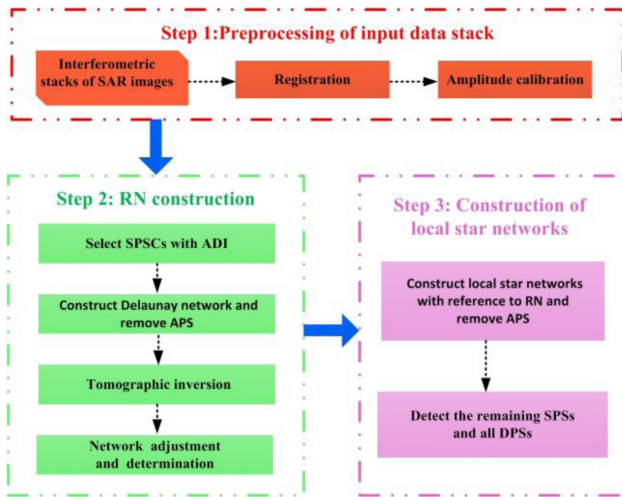 Step 1:Preprocessing of input data stack
Interferometric
stacks of SAR images
Registration
Amplitude calibration
Step 2: RN construction
Select SPSCs with ADI
Construct Delaunay network and
remove APS
Tomographic inversion
Network adjustment
and determination
Step 3: Construction of
local star networks
Construct local star networks
with reference to RN and
remove APS
Detect the remaining SPSs
and all DPSs